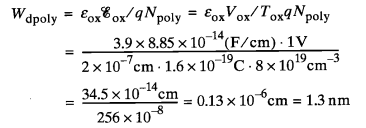 W_dpoly = ε_ox ℰ_ox / qN_poly = ε_ox V_ox / T_ox qN_poly
= 3.9 × 8.85 × 10^-14 (F/cm) · 1V / 2 × 10^-7 cm · 1.6 × 10^-19 C · 8 × 10^19 cm^-3
= 34.5 × 10^-14 cm / 256 × 10^-8 = 0.13 × 10^-6 cm = 1.3 nm